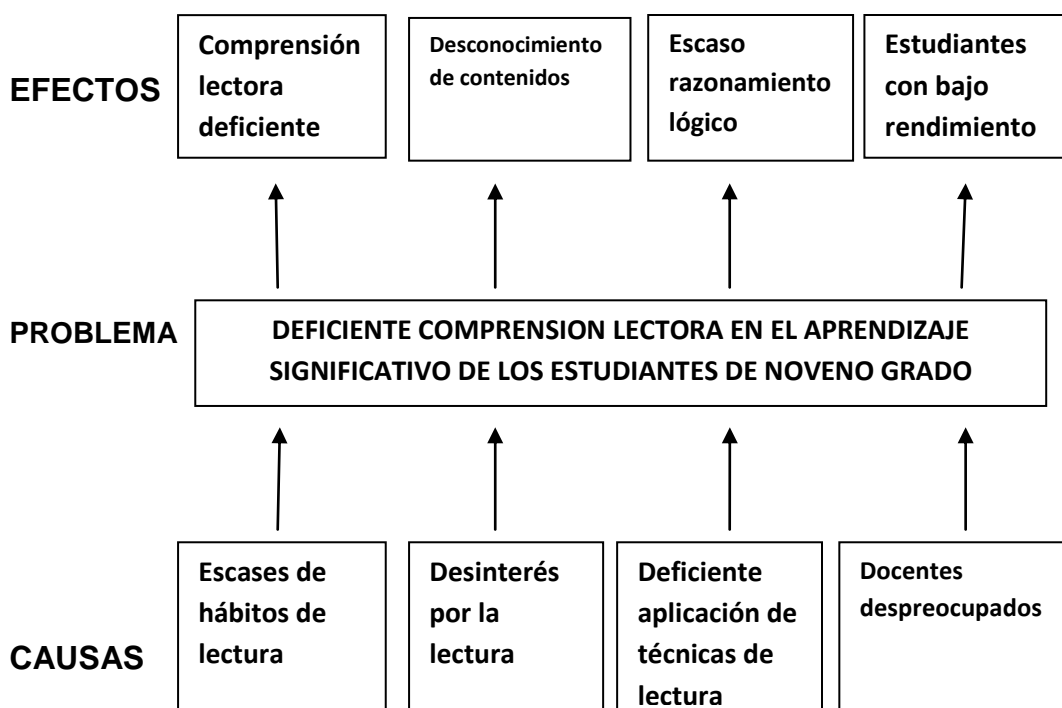 EFECTOS
Comprensión
lectora
deficiente
Desconocimiento
de contenidos
Escaso
razonamiento
lógico
Estudiantes
con bajo
rendimiento
PROBLEMA
DEFICIENTE COMPRENSION LECTORA EN EL APRENDIZAJE
SIGNIFICATIVO DE LOS ESTUDIANTES DE NOVENO GRADO
CAUSAS
Escases de
hábitos de
lectura
Desinterés
por la
lectura
Deficiente
aplicación de
técnicas de
lectura
Docentes
despreocupados